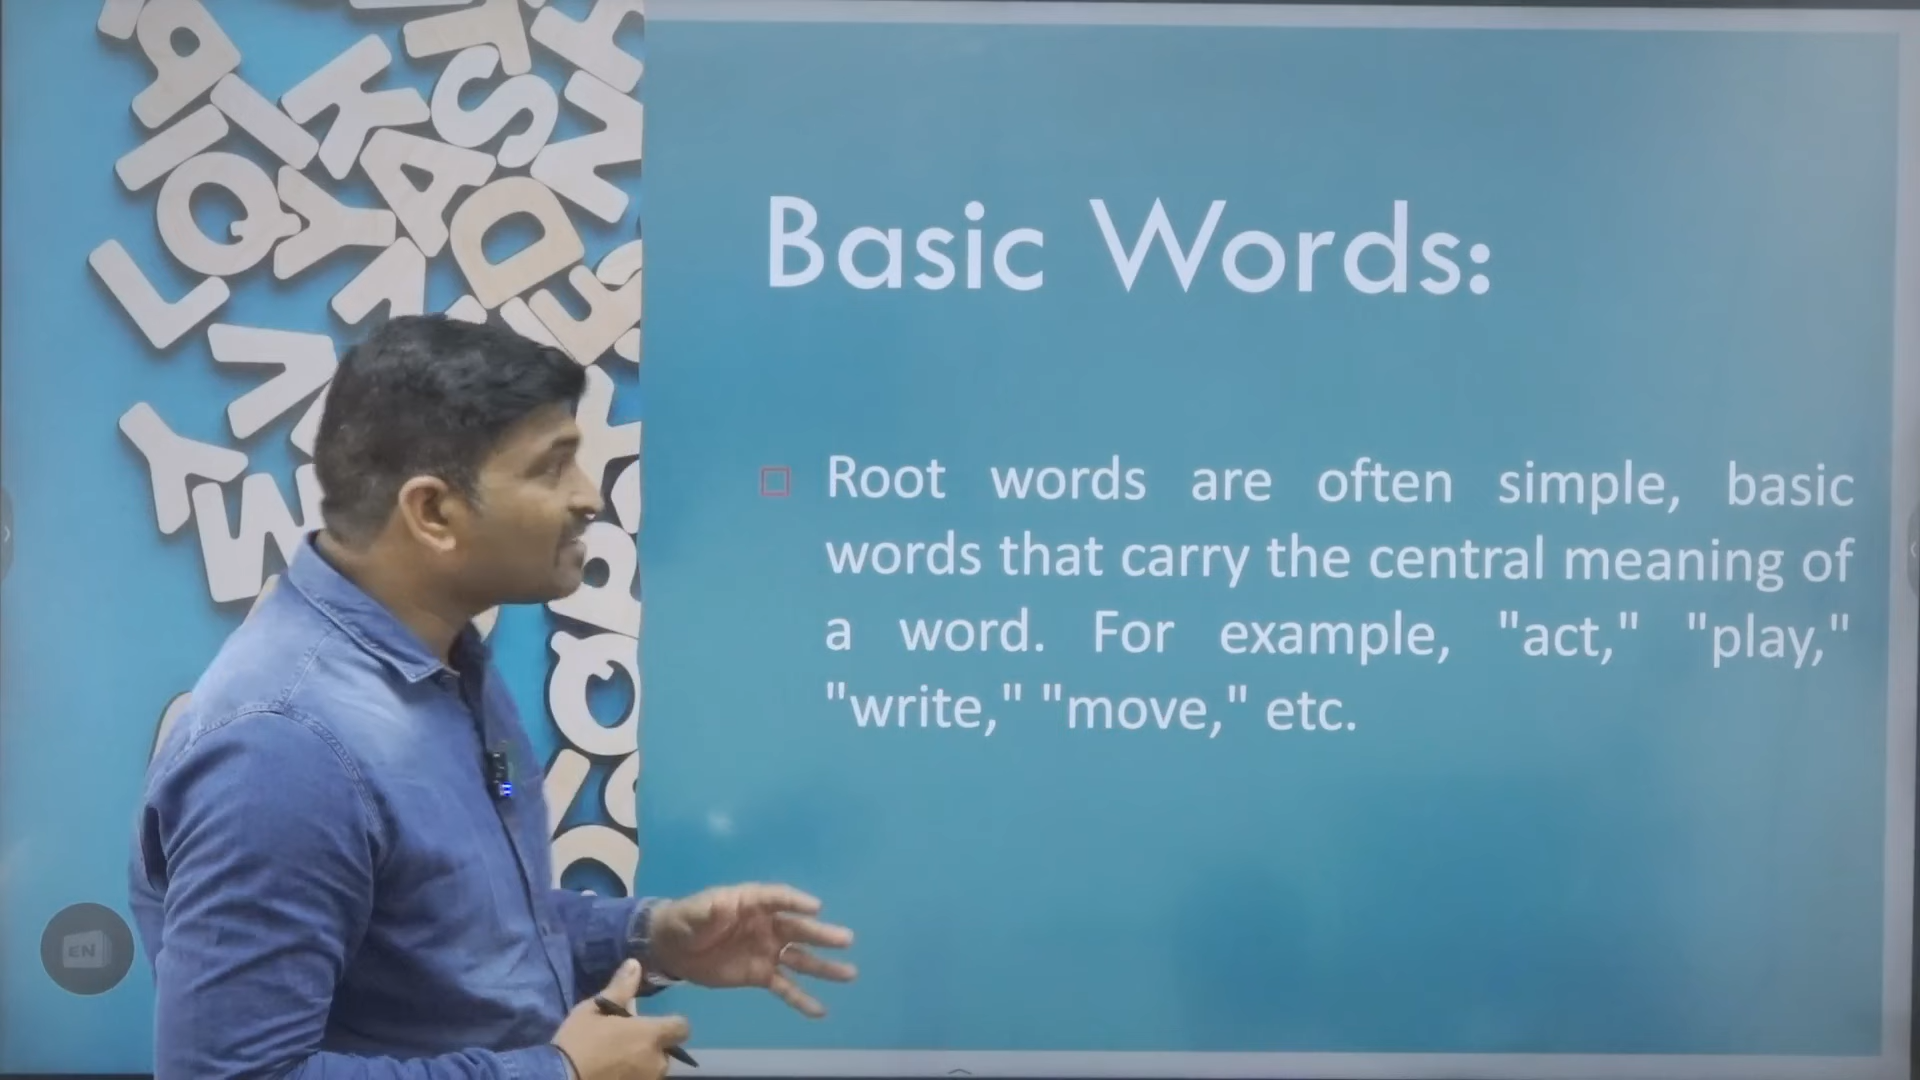 Basic Words:
Root words are often simple, basic
words that carry the central meaning of
a word. For example, "act," "play,"
"write," "move," etc.
EN